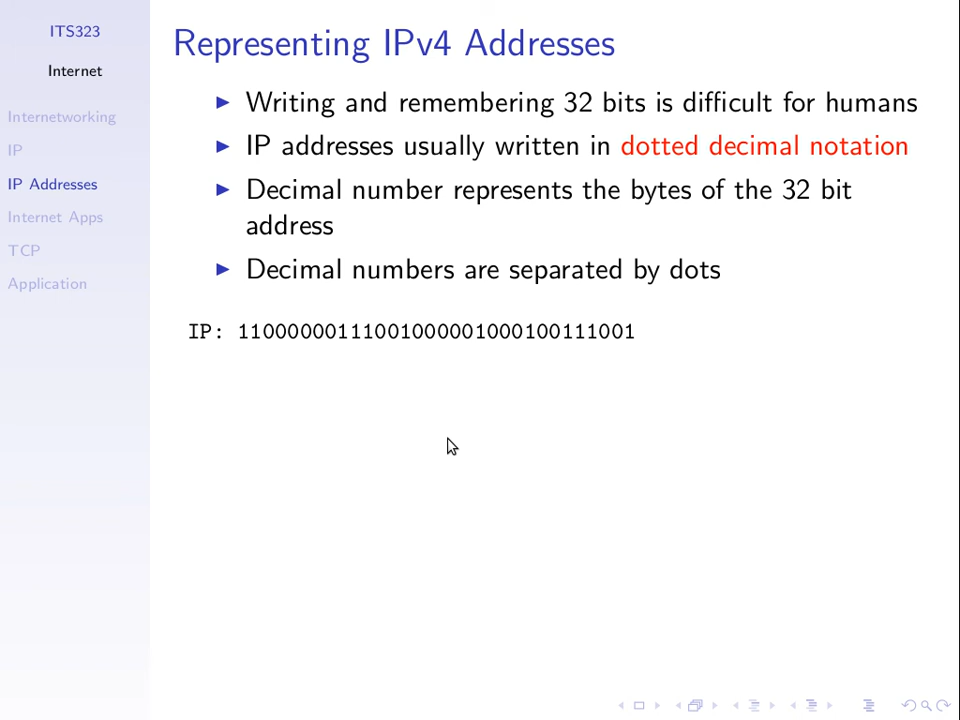 ITS323
Internet
Internetworking
IP
IP Addresses
Internet Apps
TCP
Application
Representing IPv4 Addresses
Writing and remembering 32 bits is difficult for humans
IP addresses usually written in dotted decimal notation
Decimal number represents the bytes of the 32 bit
address
Decimal numbers are separated by dots
IP: 11000000111001000001000100111001